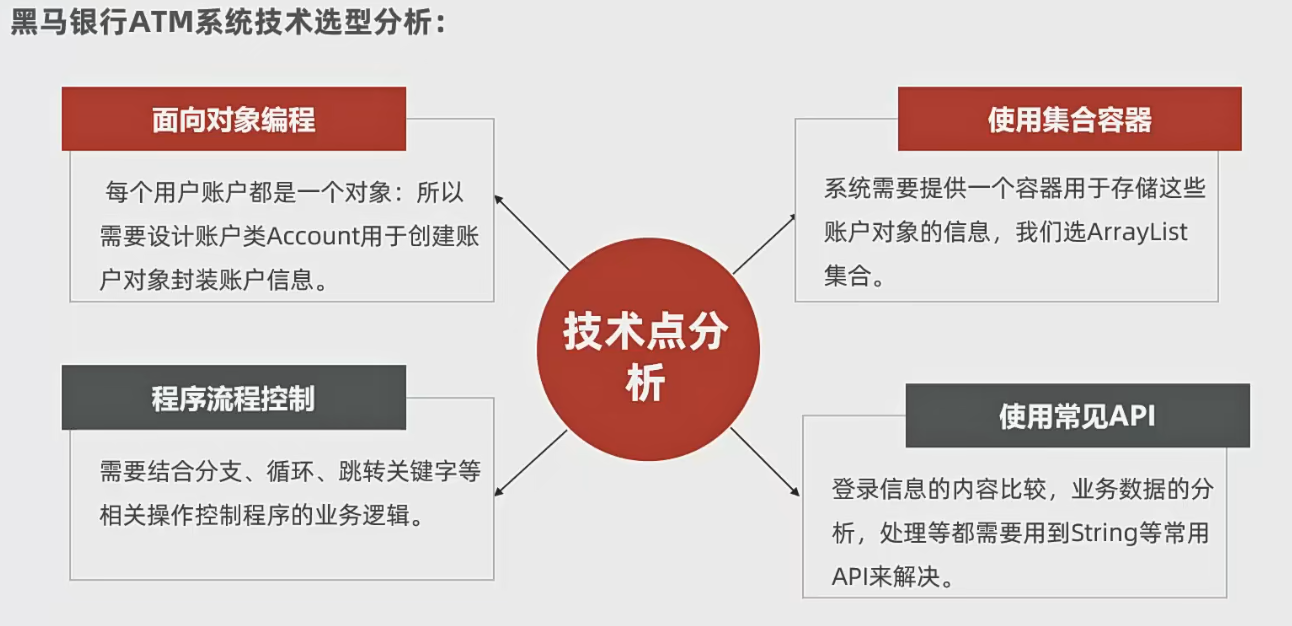 黑马银行ATM系统技术选型分析：
面向对象编程
每个用户账户都是一个对象：所以
需要设计账户类Account用于创建账
户对象封装账户信息。
使用集合容器
系统需要提供一个容器用于存储这些
账户对象的信息，我们选ArrayList
集合。
技术点分
析
程序流程控制
需要结合分支、循环、跳转关键字等
相关操作控制程序的业务逻辑。
使用常见API
登录信息的内容比较，业务数据的分
析，处理等都需要用到String等常用
API来解决。